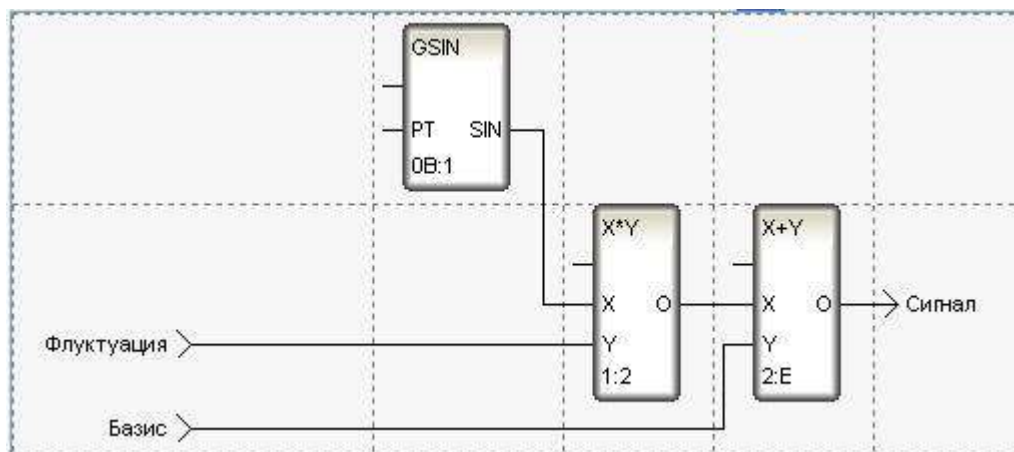 GSIN
PT SIN
0B:1
X*Y
X O
Y
1:2
X+Y
X O
Y
2:E
Сигнал
Флуктуация
Базис